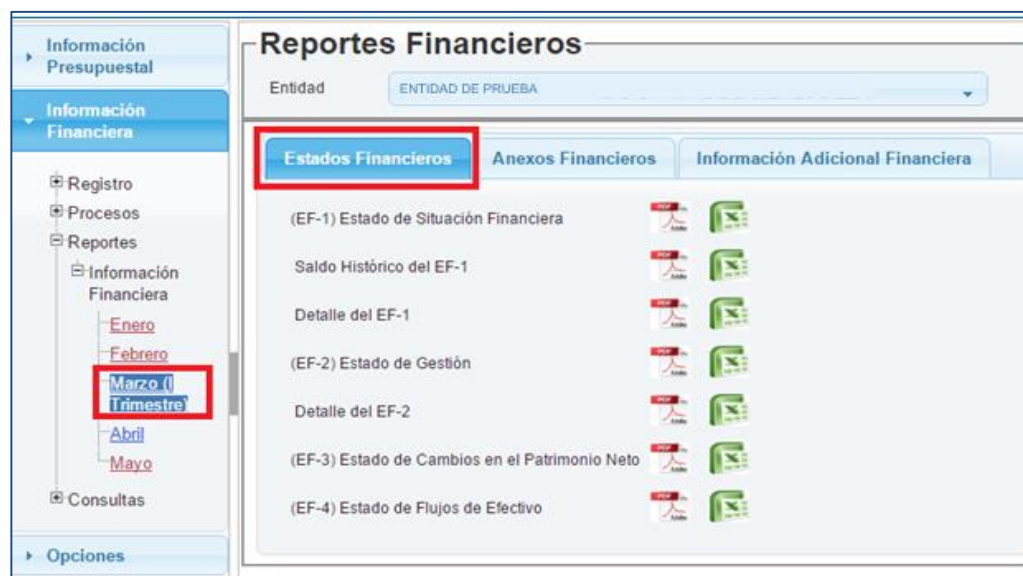 Información
Presupuestal
Información
Financiera
Registro
Procesos
Reportes
Información
Financiera
Enero
Febrero
Marzo (I
Trimestre)
Abril
Mayo
Consultas
Opciones
Reportes Financieros
Entidad ENTIDAD DE PRUEBA
Estados Financieros Anexos Financieros Información Adicional Financiera
(EF-1) Estado de Situación Financiera
Saldo Histórico del EF-1
Detalle del EF-1
(EF-2) Estado de Gestión
Detalle del EF-2
(EF-3) Estado de Cambios en el Patrimonio Neto
(EF-4) Estado de Flujos de Efectivo